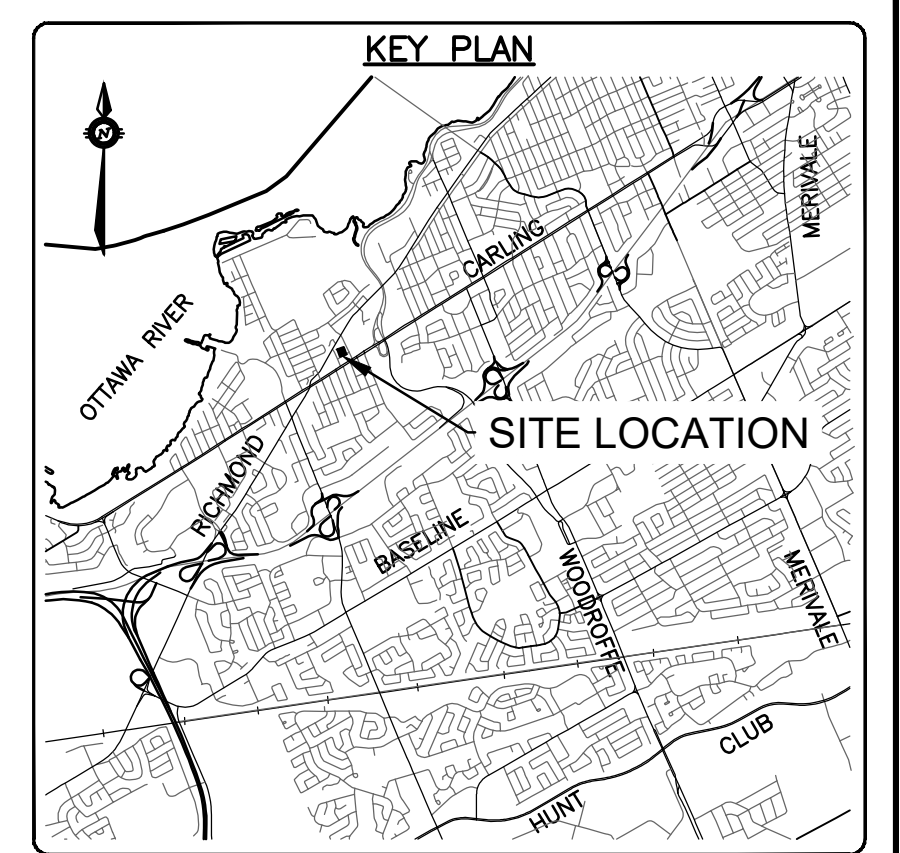 KEY PLAN
N
MERIVALE
CARLING
OTTAWA RIVER
SITE LOCATION
RICHMOND
BASELINE
WOODROFFE
MERIVALE
CLUB
HUNT